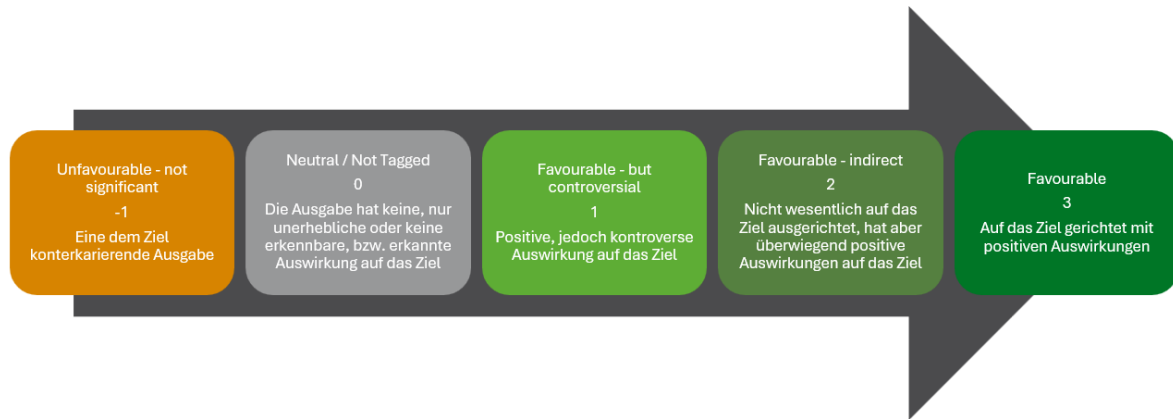 Unfavourable - not
significant
-1
Eine dem Ziel
konterkarierende Ausgabe
Neutral / Not Tagged
0
Die Ausgabe hat keine, nur
unerhebliche oder keine
erkennbare, bzw. erkannte
Auswirkung auf das Ziel
Favourable - but
controversial
1
Positive, jedoch kontroverse
Auswirkung auf das Ziel
Favourable - indirect
2
Nicht wesentlich auf das
Ziel ausgerichtet, hat aber
überwiegend positive
Auswirkungen auf das Ziel
Favourable
3
Auf das Ziel gerichtet mit
positiven Auswirkungen